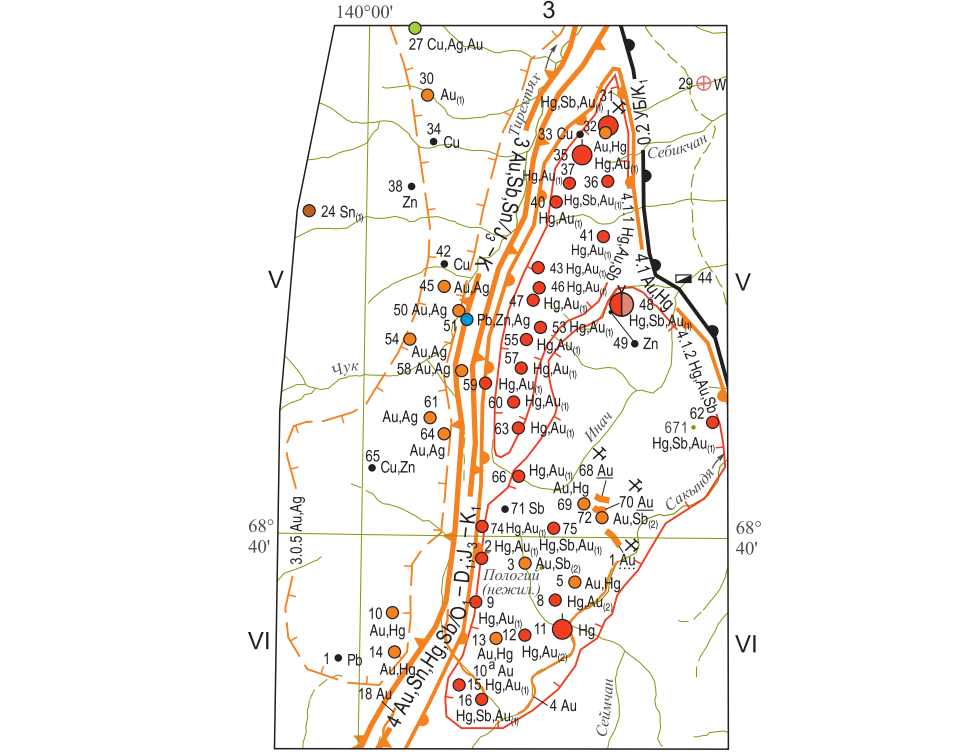 140°00'
3
27 Cu,Ag,Au
30
Au(1)
34
Cu
38
Zn
24 Sn(1)
Тирехтях
3 Au,Sb,Sn/J3 – K
Hg,Sb,Au(1)
31
29 W
33 Cu
32
Au,Hg
Себикчан
35
Hg,Au(1)
37
Hg,Au(1)
36
Hg,Sb,Au(1)
40
Hg,Au(1)
41
Hg,Au(1)
4.1.1 Hg,Au,Sb
4.1 Au,Hg
42
Cu
43 Hg,Au(1)
V
V
44
45
Au,Ag
46 Hg,Au(1)
47
Hg,Au(1)
48
Hg,Sb,Au(1)
50 Au,Ag
51
Pb,Zn,Ag
53 Hg,Au(1)
49
Zn
54
Au,Ag
55
Hg,Au(1)
4.1.2 Hg,Au,Sb
Чук
58 Au,Ag
57
Hg,Au(1)
59
Hg,Au(1)
60
Hg,Au(1)
61
Au,Ag
62
671
Hg,Sb,Au(1)
63
Hg,Au(1)
64
Au,Ag
Инач
65
Cu,Zn
66
Hg,Au(1)
68 Au
Au,Hg
69
70 Au
72
Au,Sb(2)
Сакындя
3.0.5 Au,Ag
71 Sb
68°
40'
68°
40'
74 Hg,Au(1)
75
Hg,Sb,Au(1)
2 Hg,Au(1)
3
Au,Sb(2)
1 Au
Пологий
(нежил.)
5
Au,Hg
9
Hg,Au(1)
8
Hg,Au(2)
10
Au,Hg
11
Hg
12
Hg,Au(2)
13
Au,Hg
VI
VI
14
Au,Hg
1
Pb
10а Au
15 Hg,Au(1)
16
Hg,Sb,Au(1)
18 Au
4 Au
4 Au,Sn,Hg,Sb/O1 – D1;J3 – K1
Сеймчан